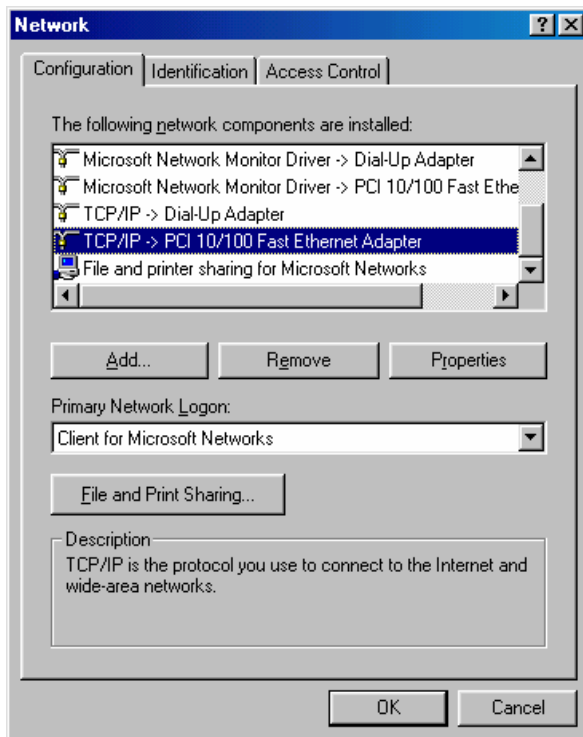 Network
Configuration Identification Access Control
The following network components are installed:
Microsoft Network Monitor Driver -> Dial-Up Adapter
Microsoft Network Monitor Driver -> PCI 10/100 Fast Ethe
TCP/IP -> Dial-Up Adapter
TCP/IP -> PCI 10/100 Fast Ethernet Adapter
File and printer sharing for Microsoft Networks
Add... Remove Properties
Primary Network Logon:
Client for Microsoft Networks
File and Print Sharing...
Description
TCP/IP is the protocol you use to connect to the Internet and
wide-area networks.
OK Cancel